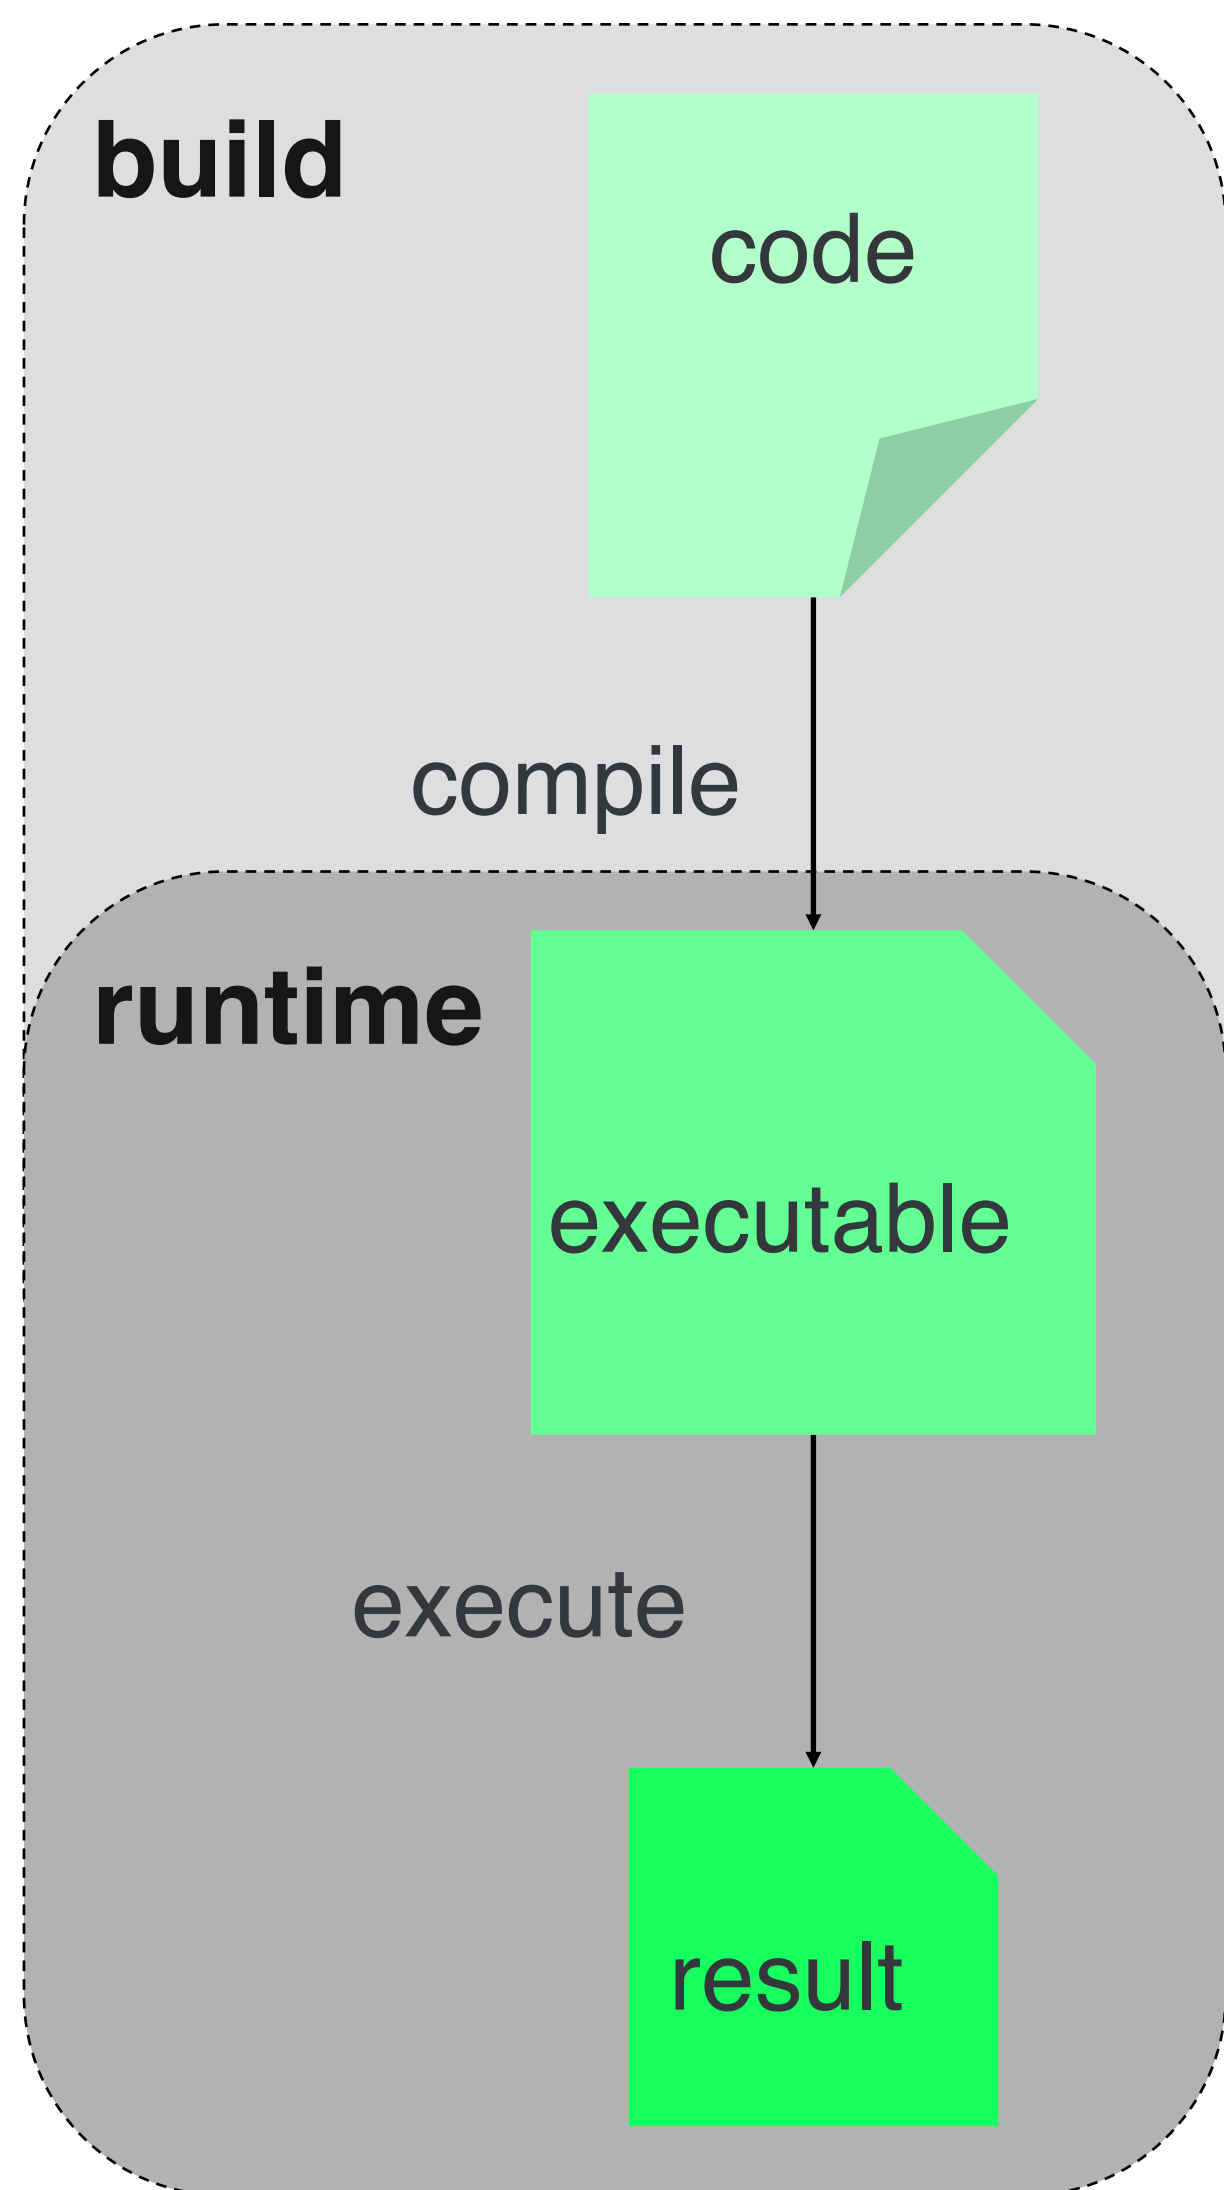 build
code
compile
runtime
executable
execute
result